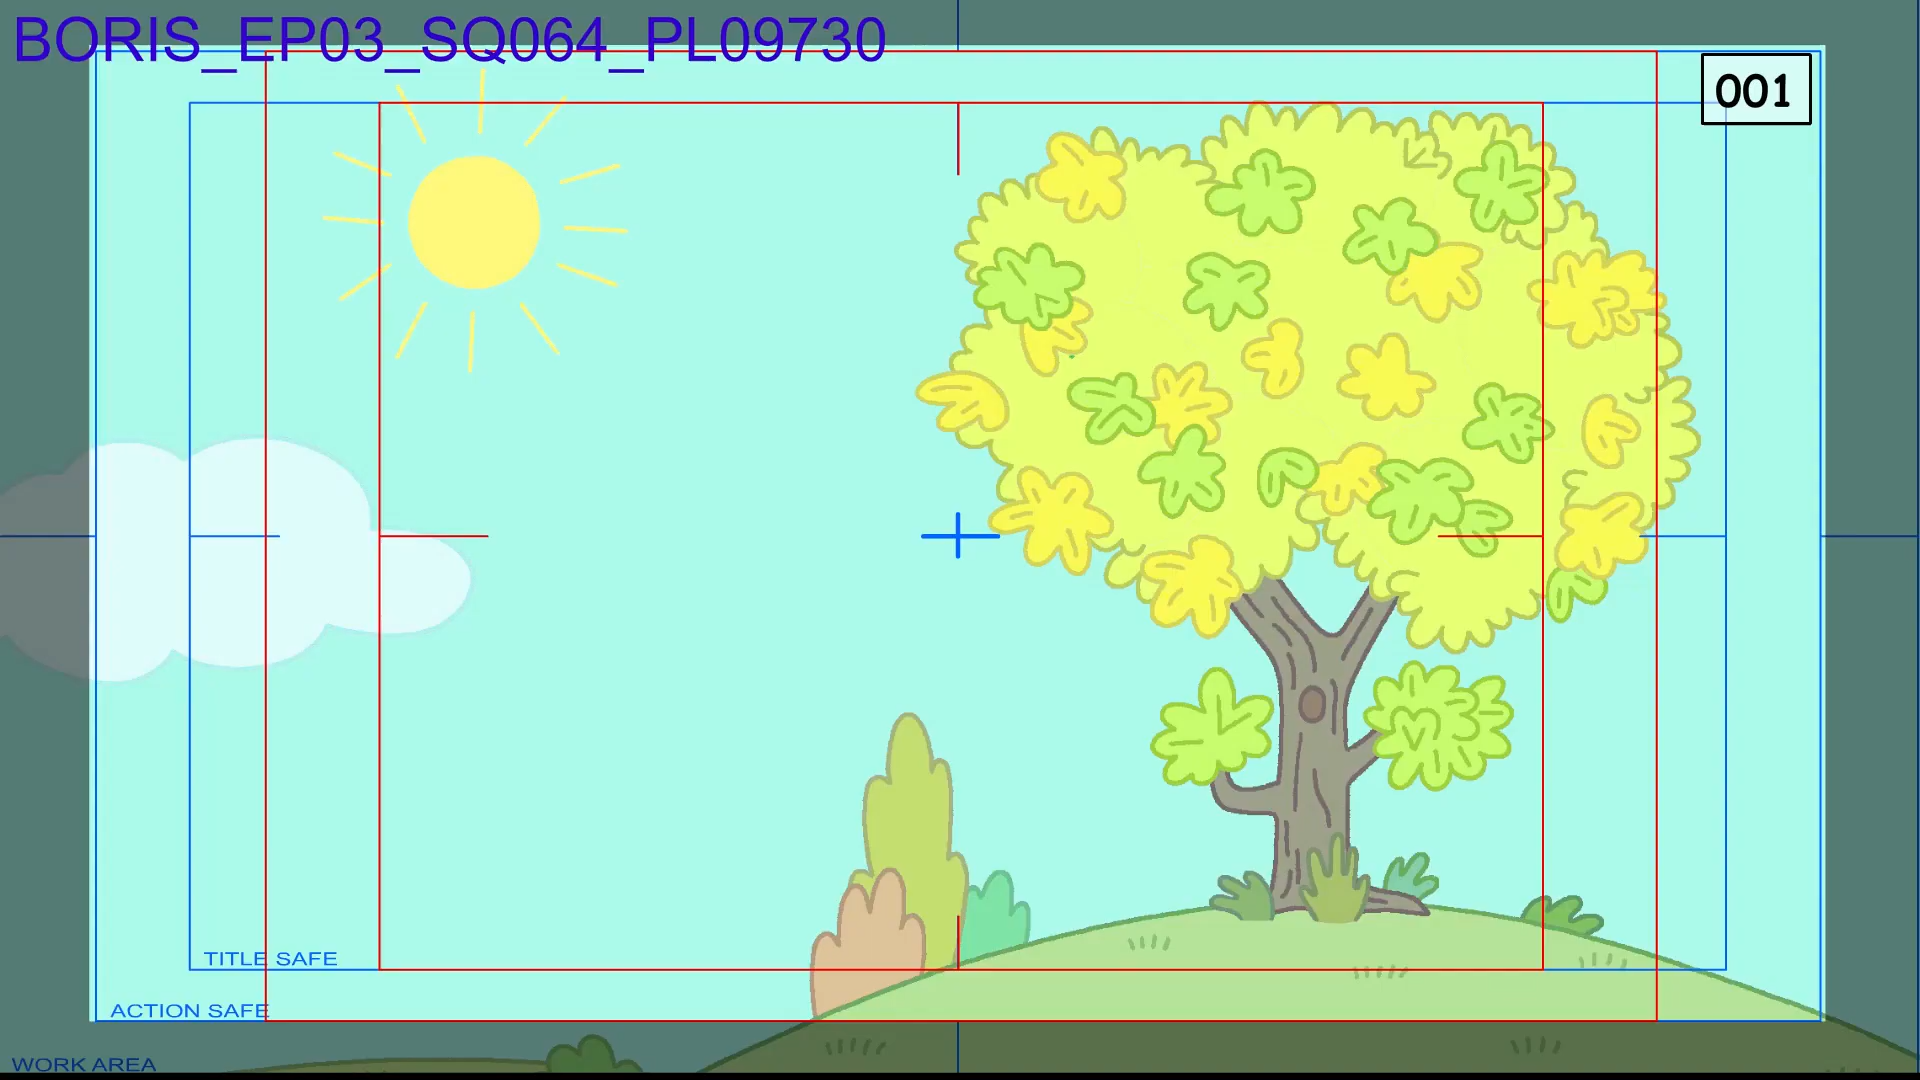 BORIS_EP03_SQ064_PL09730
001
TITLE SAFE
ACTION SAFE
WORK AREA